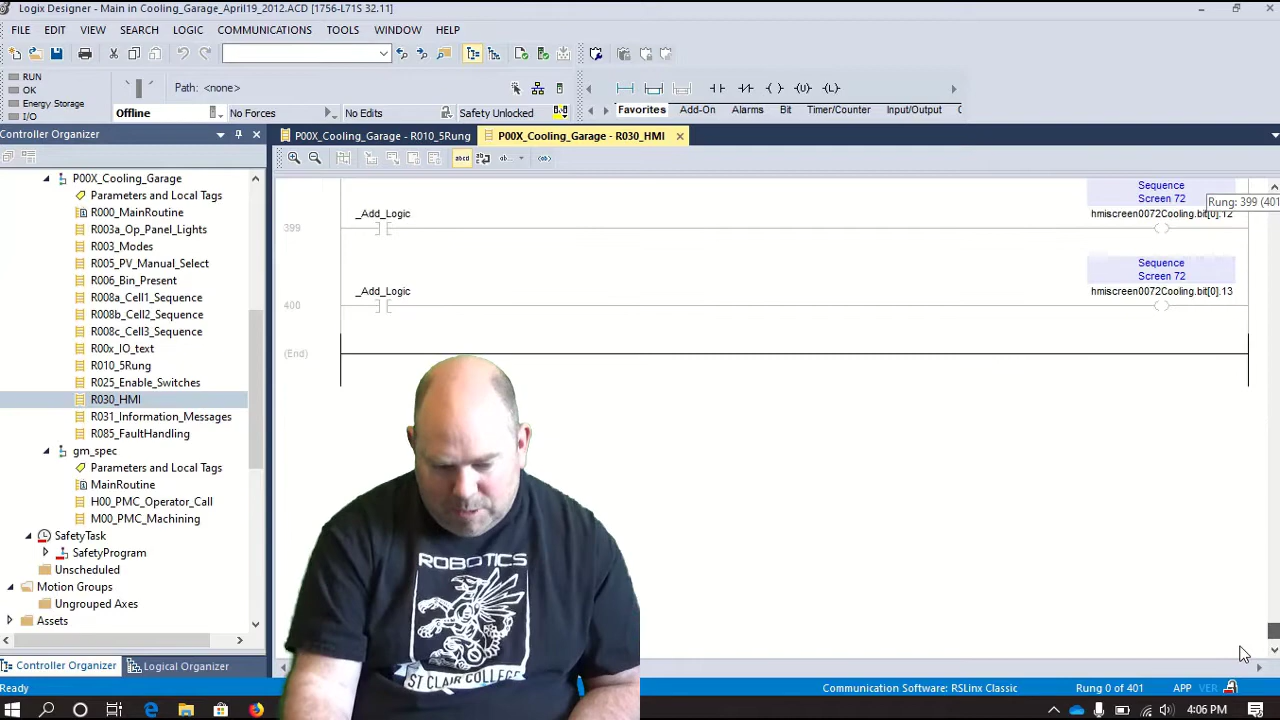 Logix Designer - Main in Cooling_Garage_April19_2012.ACD [1756-L71S 32.11]
FILE EDIT VIEW SEARCH LOGIC COMMUNICATIONS TOOLS WINDOW HELP
RUN
OK
Energy Storage
I/O
Path: <none>
Offline No Forces No Edits Safety Unlocked
Favorites Add-On Alarms Bit Timer/Counter Input/Output
Controller Organizer
P00X_Cooling_Garage - R010_5Rung
P00X_Cooling_Garage - R030_HMI
P00X_Cooling_Garage
Parameters and Local Tags
R000_MainRoutine
R003a_Op_Panel_Lights
R003_Modes
R005_PV_Manual_Select
R006_Bin_Present
R008a_Cell1_Sequence
R008b_Cell2_Sequence
R008c_Cell3_Sequence
R00x_IO_text
R010_5Rung
R025_Enable_Switches
R030_HMI
R031_Information_Messages
R085_FaultHandling
gm_spec
Parameters and Local Tags
MainRoutine
H00_PMC_Operator_Call
M00_PMC_Machining
SafetyTask
SafetyProgram
Unscheduled
Motion Groups
Ungrouped Axes
Assets
Controller Organizer Logical Organizer
Sequence
Screen 72
Rung: 399 (401
_Add_Logic
hmiscreen0072Cooling.bit[0].12
399
Sequence
Screen 72
_Add_Logic
hmiscreen0072Cooling.bit[0].13
400
(End)
ROBOTICS
ST CLAIR COLLEGE
Ready
Communication Software: RSLinx Classic
Rung 0 of 401
APP VER
4:06 PM